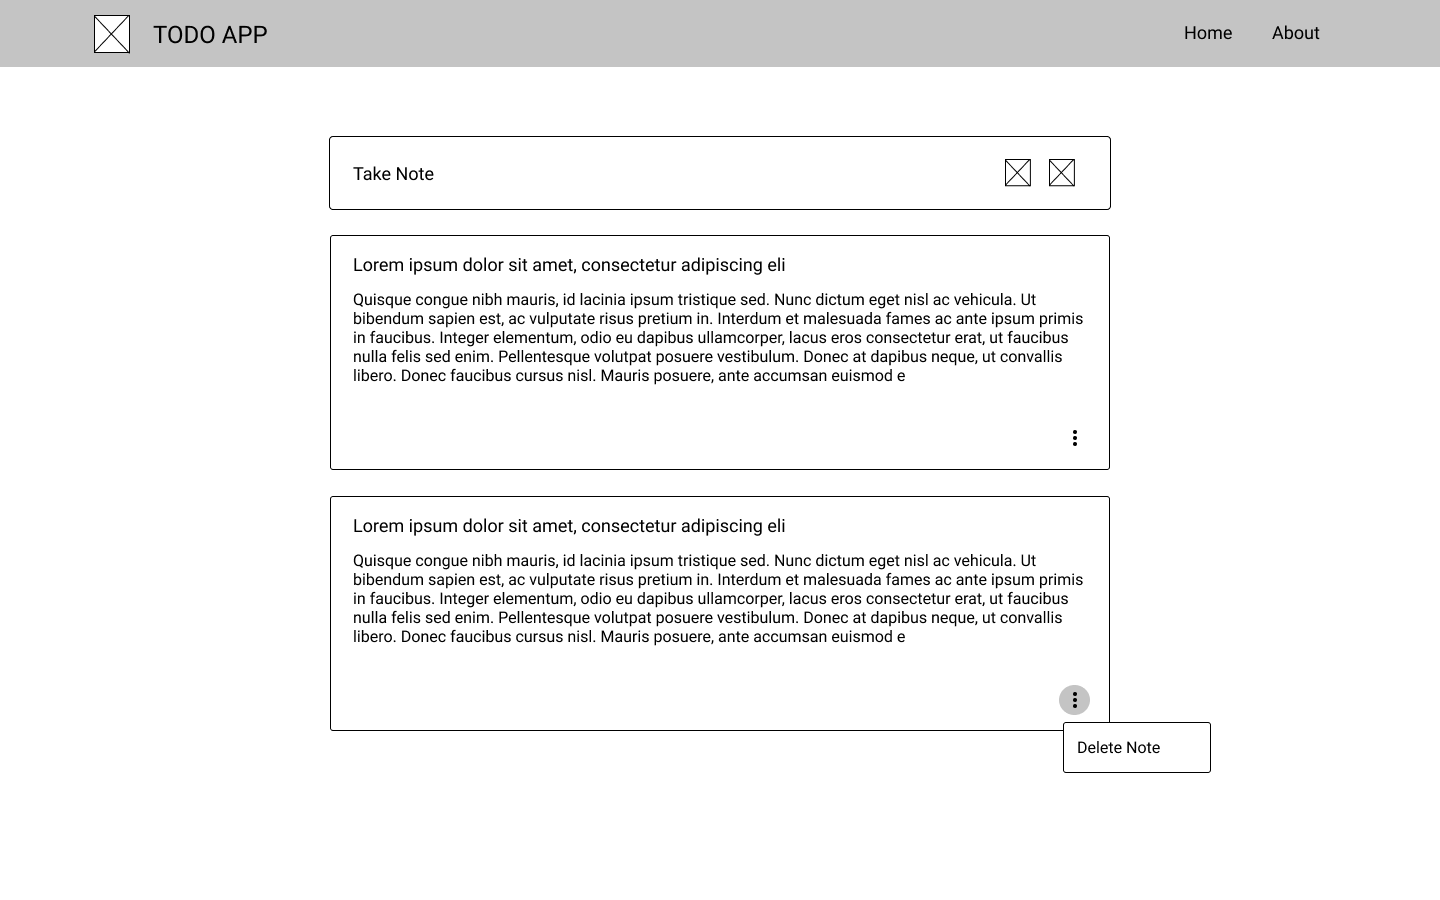 TODO APP
Home
About
Take Note
Lorem ipsum dolor sit amet, consectetur adipiscing eli
Quisque congue nibh mauris, id lacinia ipsum tristique sed. Nunc dictum eget nisl ac vehicula. Ut
bibendum sapien est, ac vulputate risus pretium in. Interdum et malesuada fames ac ante ipsum primis
in faucibus. Integer elementum, odio eu dapibus ullamcorper, lacus eros consectetur erat, ut faucibus
nulla felis sed enim. Pellentesque volutpat posuere vestibulum. Donec at dapibus neque, ut convallis
libero. Donec faucibus cursus nisl. Mauris posuere, ante accumsan euismod e
Lorem ipsum dolor sit amet, consectetur adipiscing eli
Quisque congue nibh mauris, id lacinia ipsum tristique sed. Nunc dictum eget nisl ac vehicula. Ut
bibendum sapien est, ac vulputate risus pretium in. Interdum et malesuada fames ac ante ipsum primis
in faucibus. Integer elementum, odio eu dapibus ullamcorper, lacus eros consectetur erat, ut faucibus
nulla felis sed enim. Pellentesque volutpat posuere vestibulum. Donec at dapibus neque, ut convallis
libero. Donec faucibus cursus nisl. Mauris posuere, ante accumsan euismod e
Delete Note